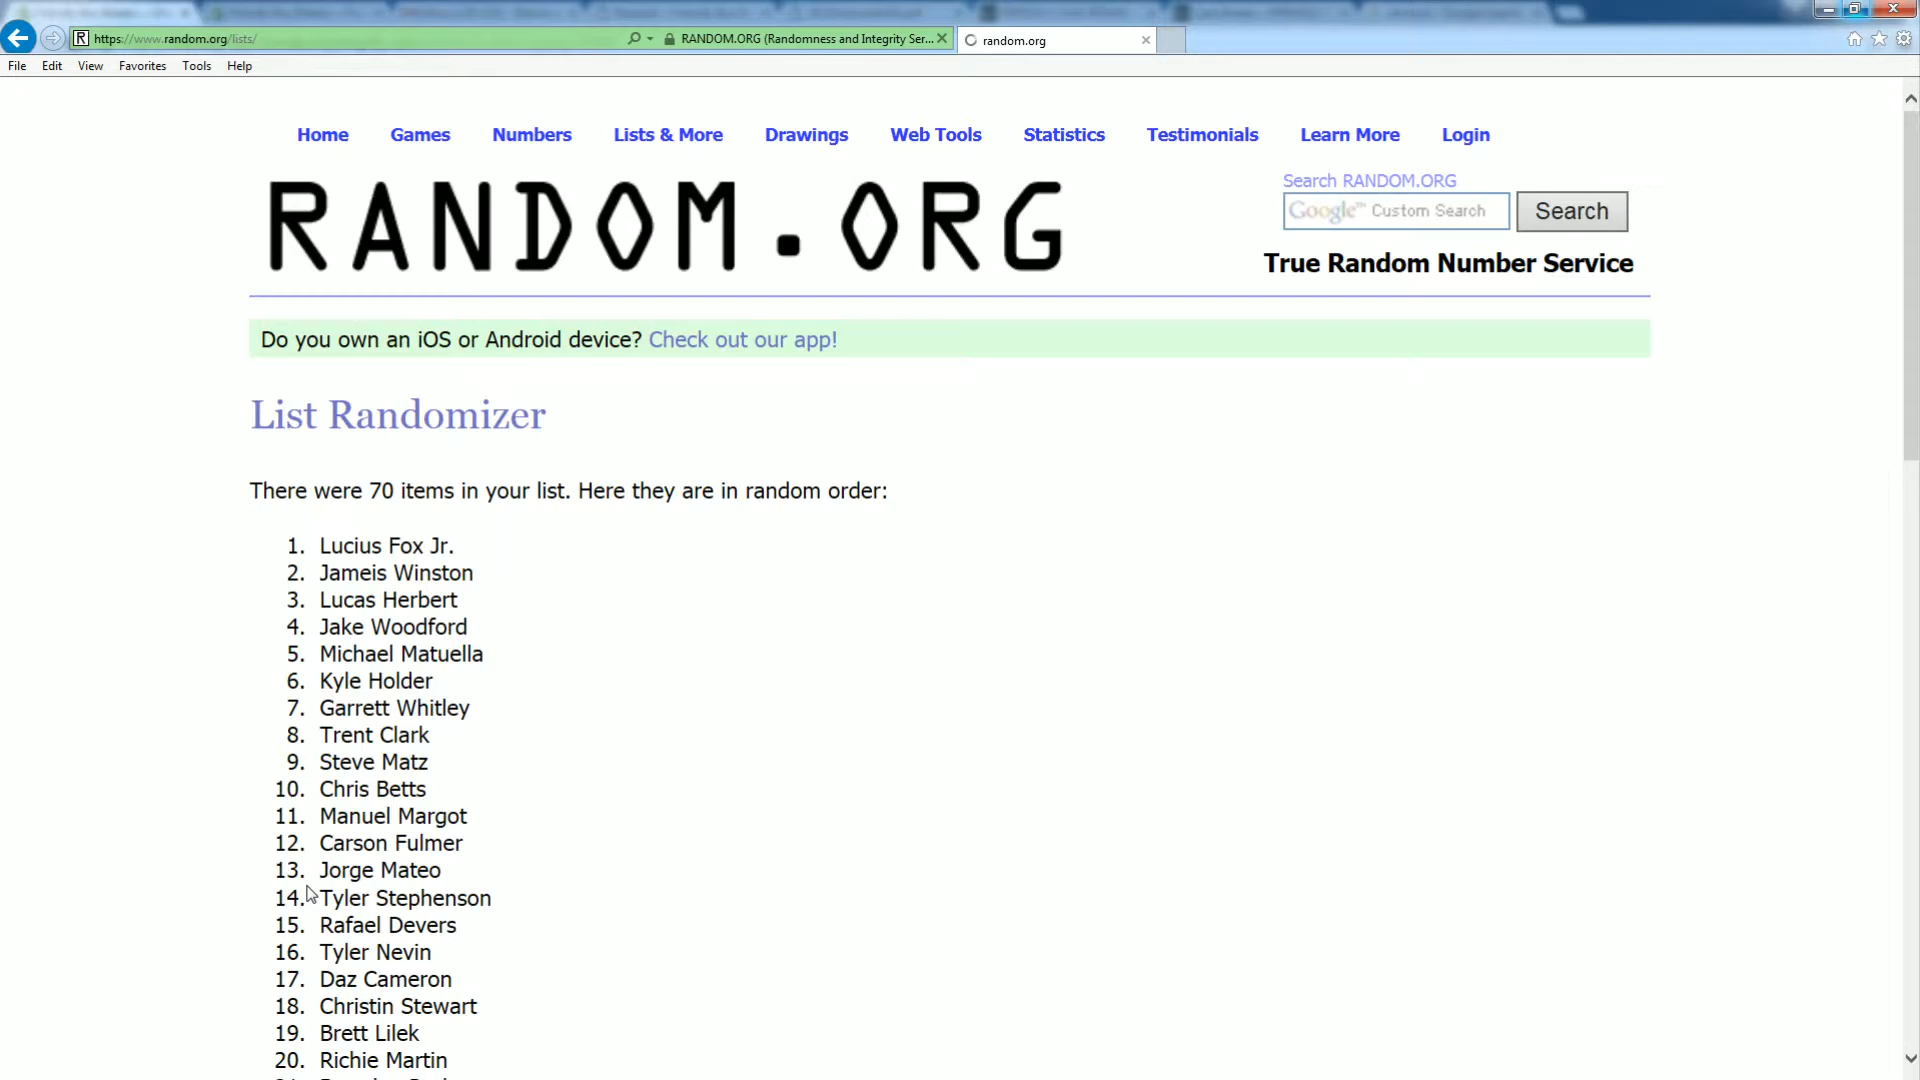 https://www.random.org/lists/
RANDOM.ORG (Randomness and Integrity Ser...
random.org
File Edit View Favorites Tools Help
Home Games Numbers Lists & More Drawings Web Tools Statistics Testimonials Learn More Login
RANDOM.ORG
Search RANDOM.ORG
Google™ Custom Search Search
True Random Number Service
Do you own an iOS or Android device? Check out our app!
List Randomizer
There were 70 items in your list. Here they are in random order:
1. Lucius Fox Jr.
2. Jameis Winston
3. Lucas Herbert
4. Jake Woodford
5. Michael Matuella
6. Kyle Holder
7. Garrett Whitley
8. Trent Clark
9. Steve Matz
10. Chris Betts
11. Manuel Margot
12. Carson Fulmer
13. Jorge Mateo
14. Tyler Stephenson
15. Rafael Devers
16. Tyler Nevin
17. Daz Cameron
18. Christin Stewart
19. Brett Lilek
20. Richie Martin